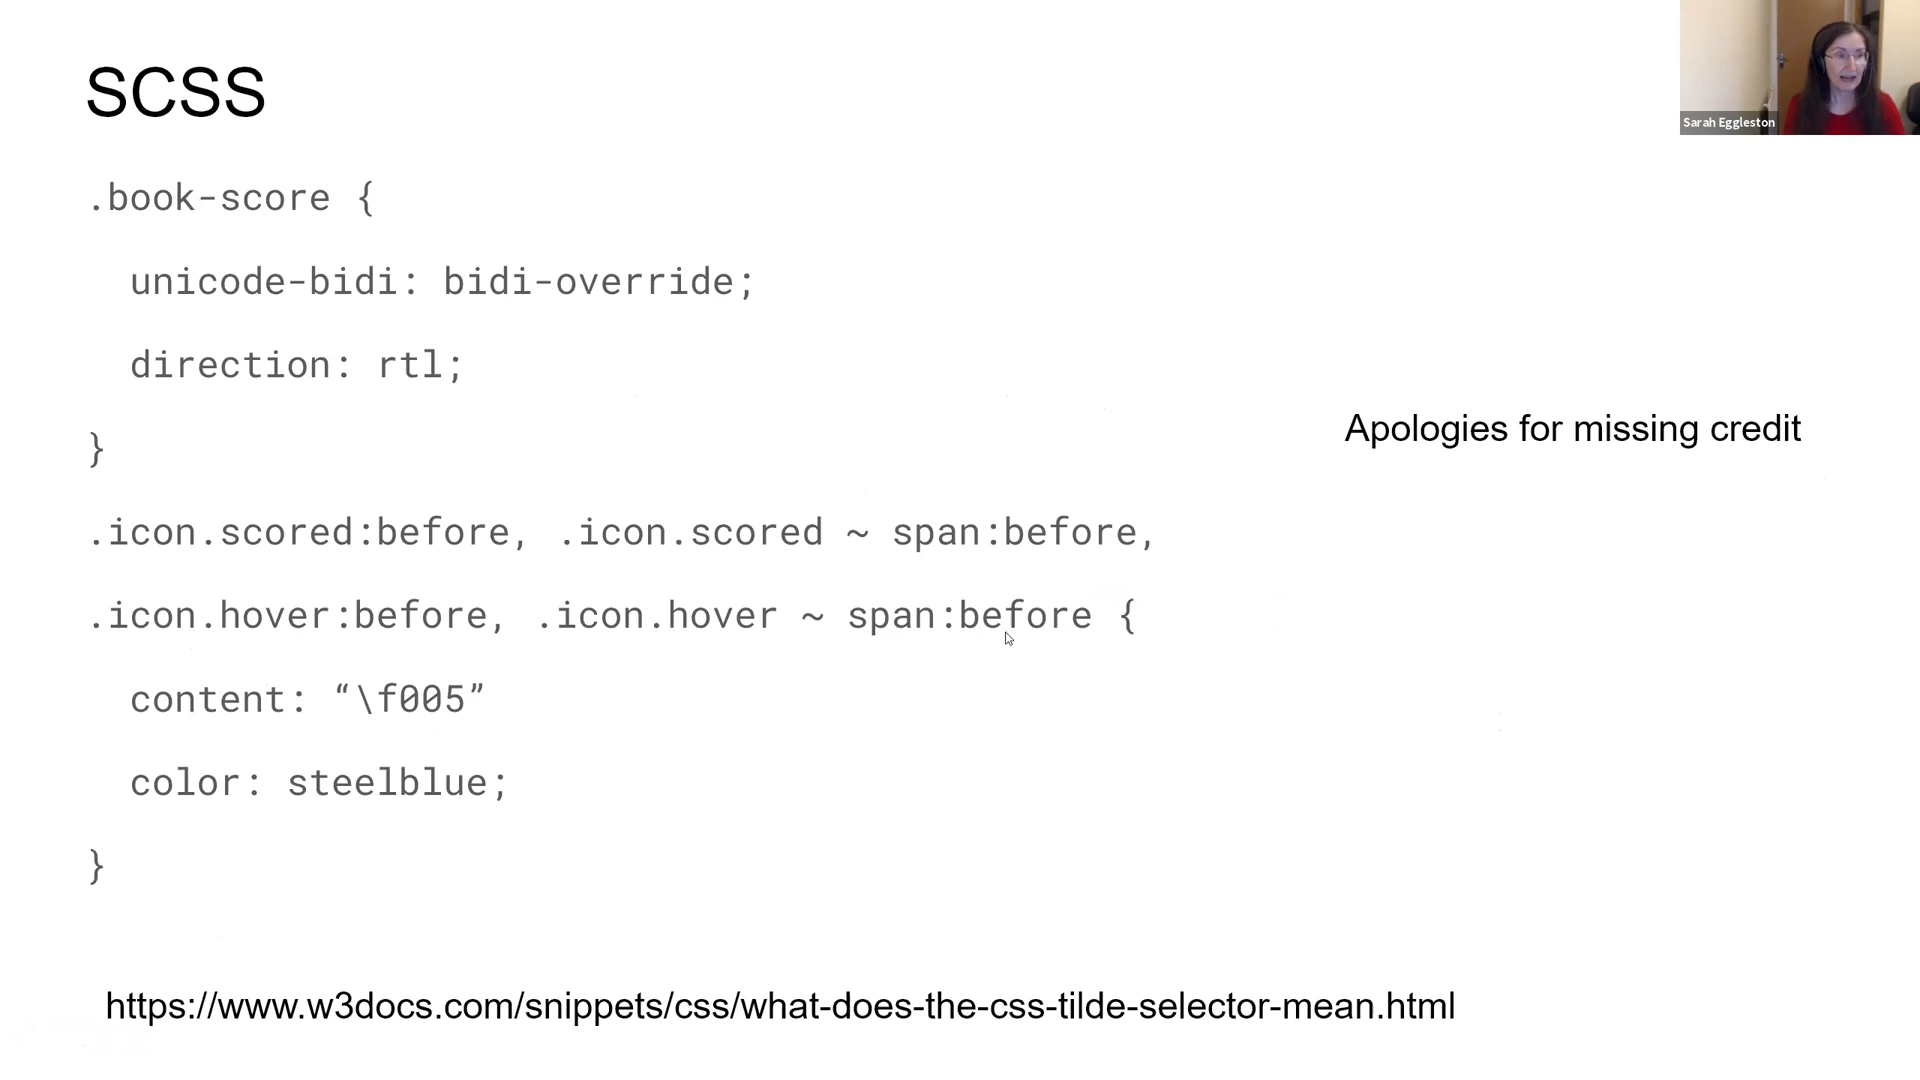 SCSS
Sarah Eggleston
.book-score {
unicode-bidi: bidi-override;
direction: rtl;
}
Apologies for missing credit
.icon.scored:before, .icon.scored ~ span:before,
.icon.hover:before, .icon.hover ~ span:before {
content: “\f005”
color: steelblue;
}
https://www.w3docs.com/snippets/css/what-does-the-css-tilde-selector-mean.html